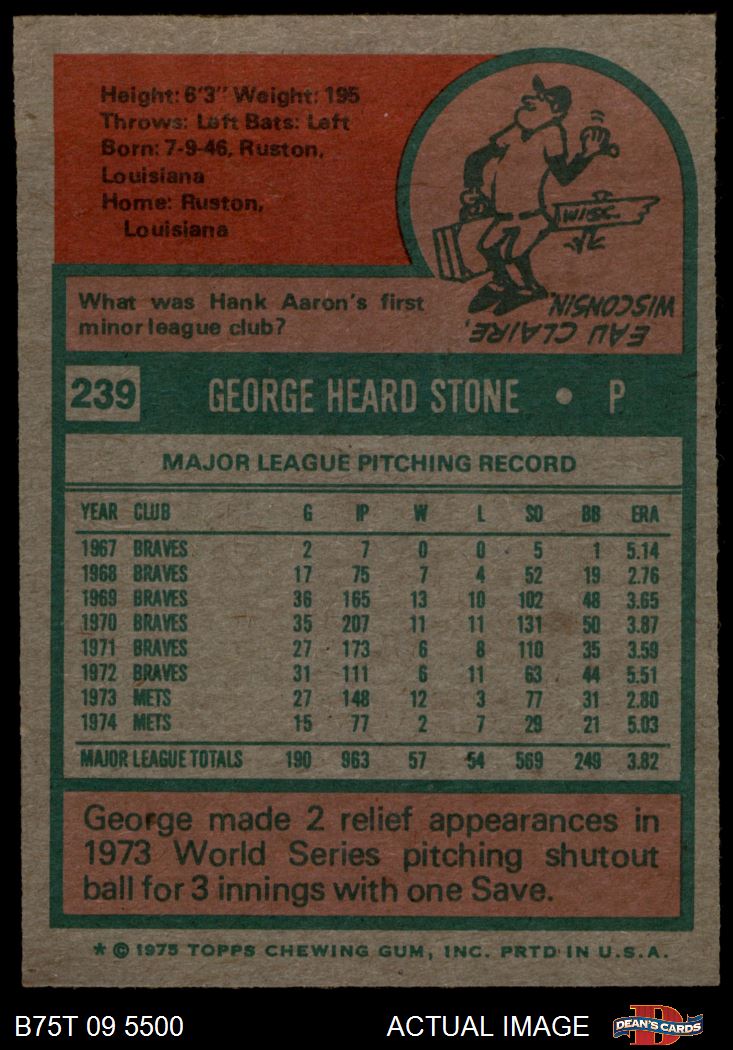 Height: 6'3" Weight: 195
Throws: Left Bats: Left
Born: 7-9-46, Ruston,
Louisiana
Home: Ruston,
Louisiana
WISC.
What was Hank Aaron's first
minor league club?
EAU CLAIRE,
WISCONSIN.
239 GEORGE HEARD STONE • P
MAJOR LEAGUE PITCHING RECORD
YEAR CLUB G IP W L SO BB ERA
1967 BRAVES 2 7 0 0 5 1 5.14
1968 BRAVES 17 75 7 4 52 19 2.76
1969 BRAVES 36 165 13 10 102 48 3.65
1970 BRAVES 35 207 11 11 131 50 3.87
1971 BRAVES 27 173 6 8 110 35 3.59
1972 BRAVES 31 111 6 11 63 44 5.51
1973 METS 27 148 12 3 77 31 2.80
1974 METS 15 77 2 7 29 21 5.03
MAJOR LEAGUE TOTALS 190 963 57 54 569 249 3.82
George made 2 relief appearances in
1973 World Series pitching shutout
ball for 3 innings with one Save.
* © 1975 TOPPS CHEWING GUM, INC. PRTD IN U.S.A.
B75T 09 5500 ACTUAL IMAGE DEAN'S CARDS